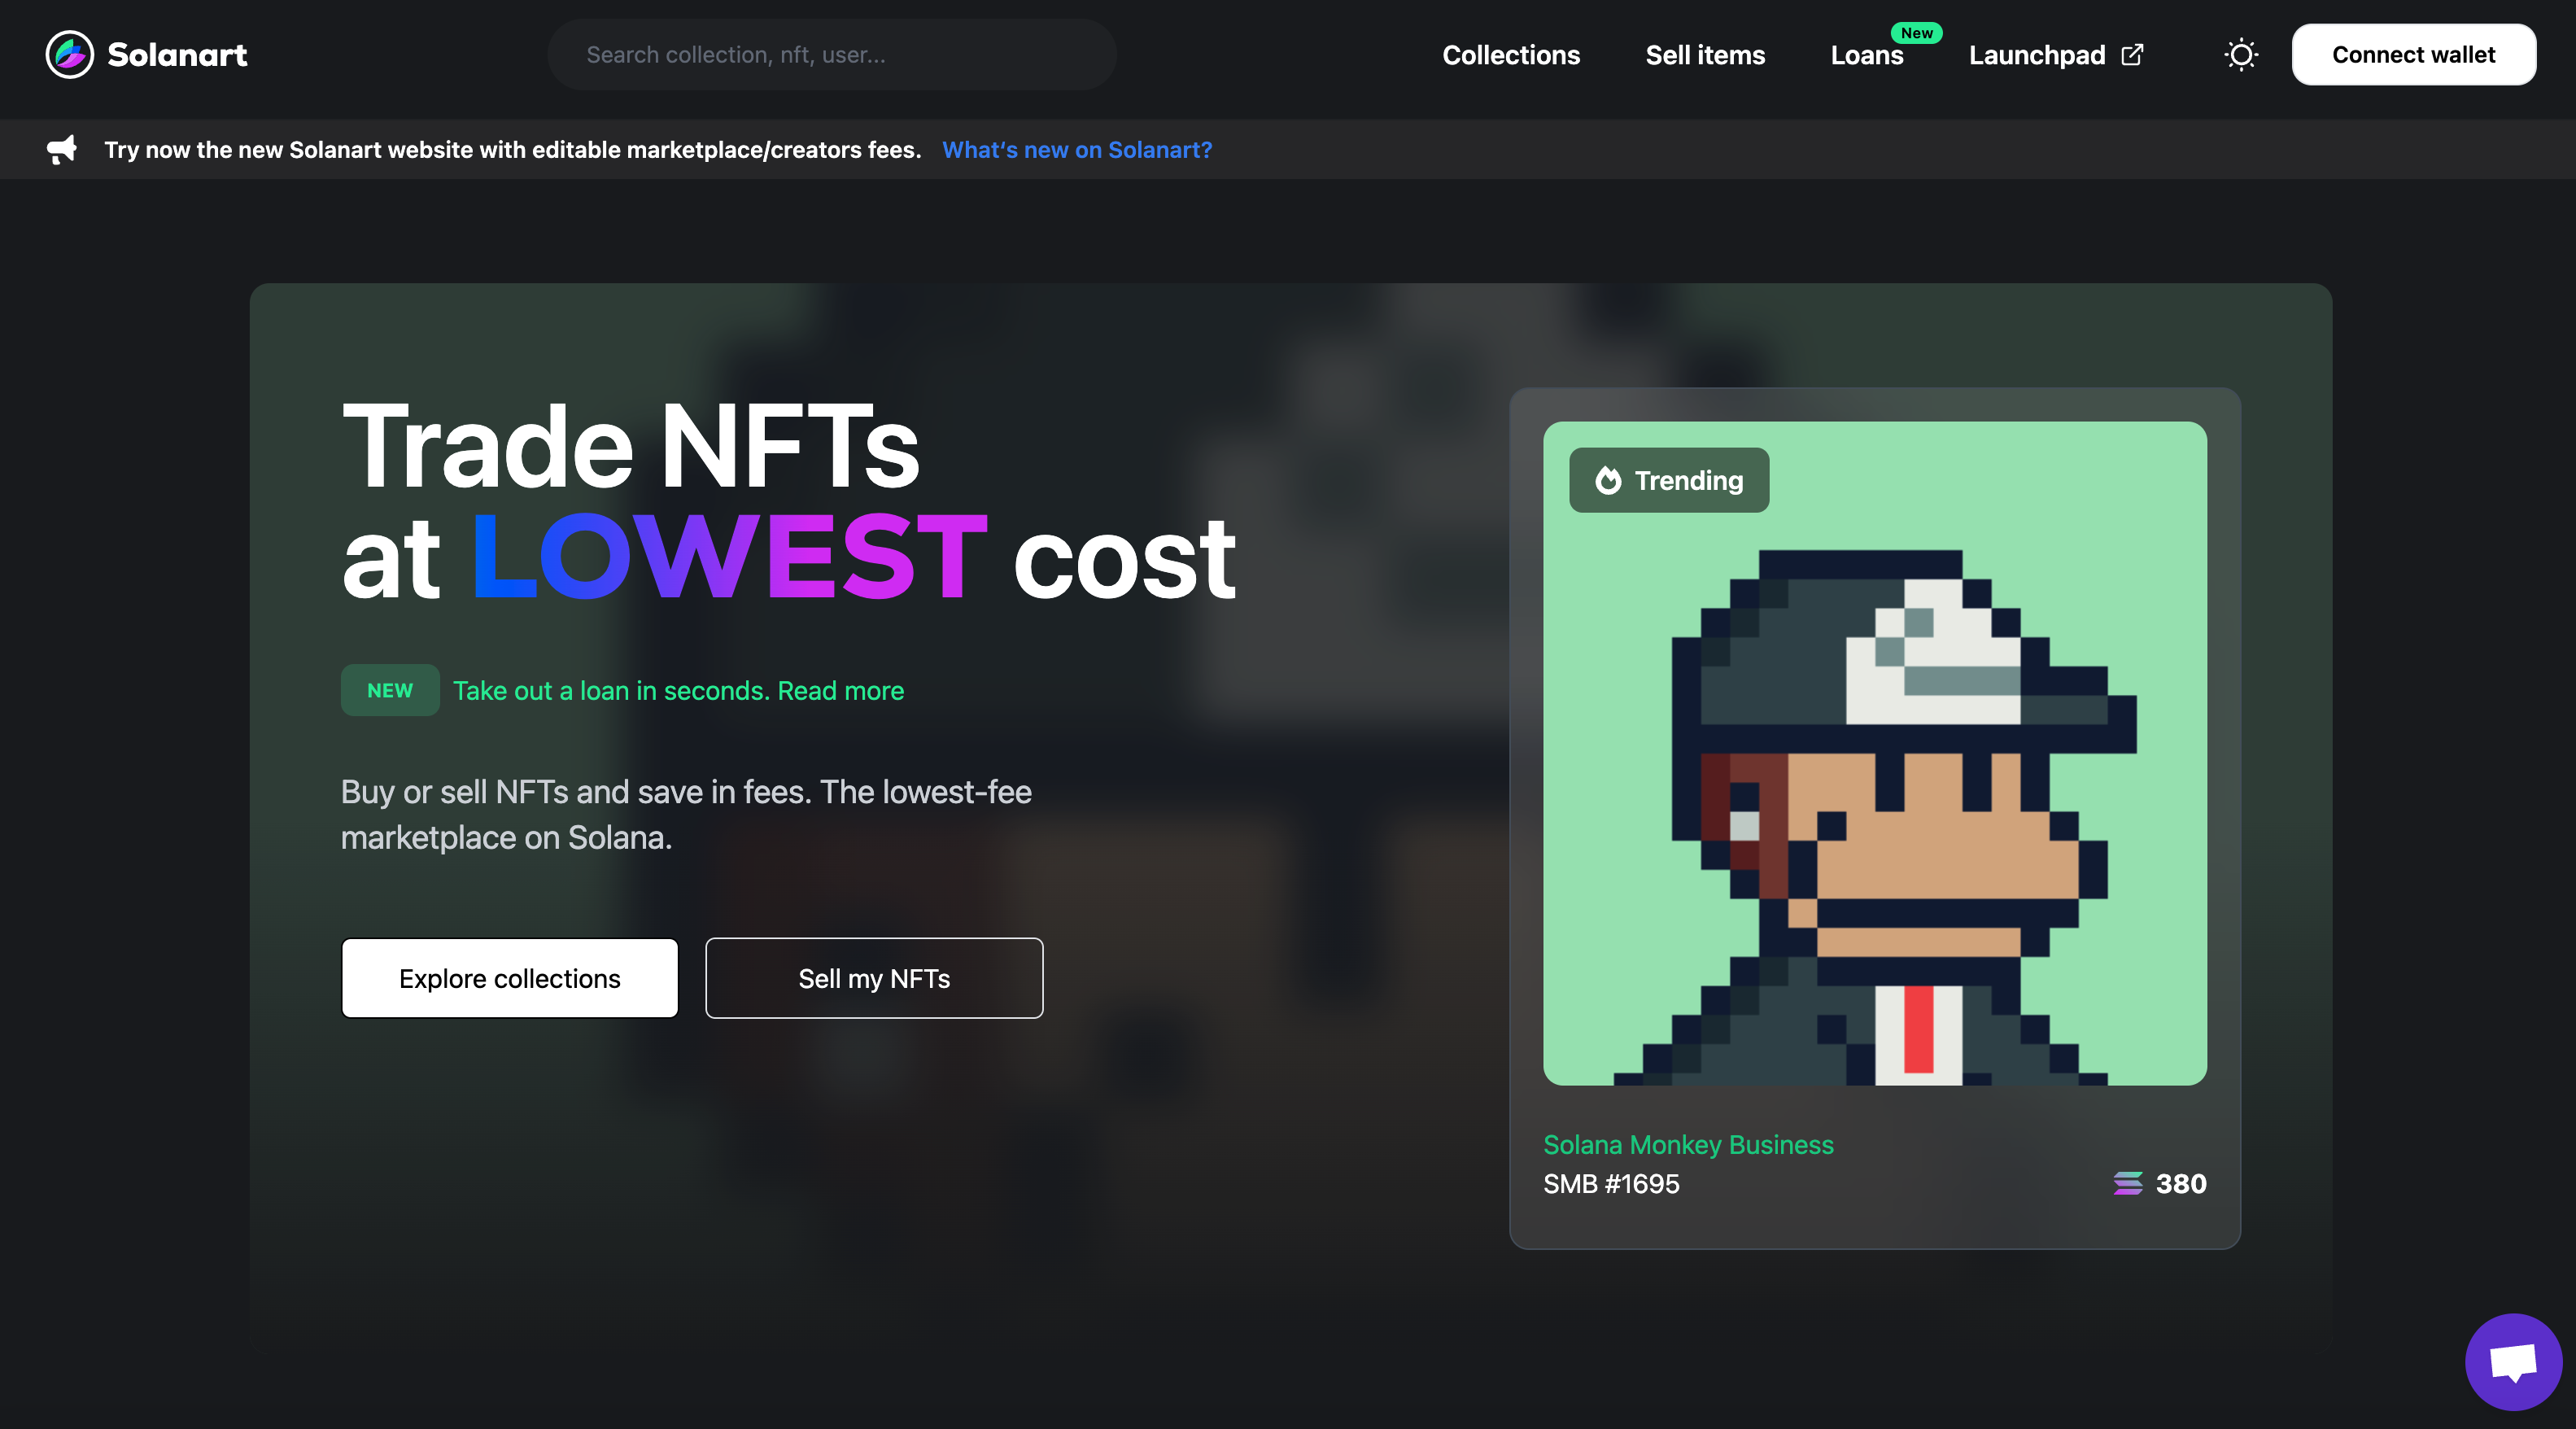 Solanart
Search collection, nft, user...
Collections
Sell items
Loans
New
Launchpad
Connect wallet
Try now the new Solanart website with editable marketplace/creators fees. What‘s new on Solanart?
Trade NFTs
at LOWEST cost
NEW Take out a loan in seconds. Read more
Buy or sell NFTs and save in fees. The lowest-fee
marketplace on Solana.
Explore collections
Sell my NFTs
Trending
Solana Monkey Business
SMB #1695
380